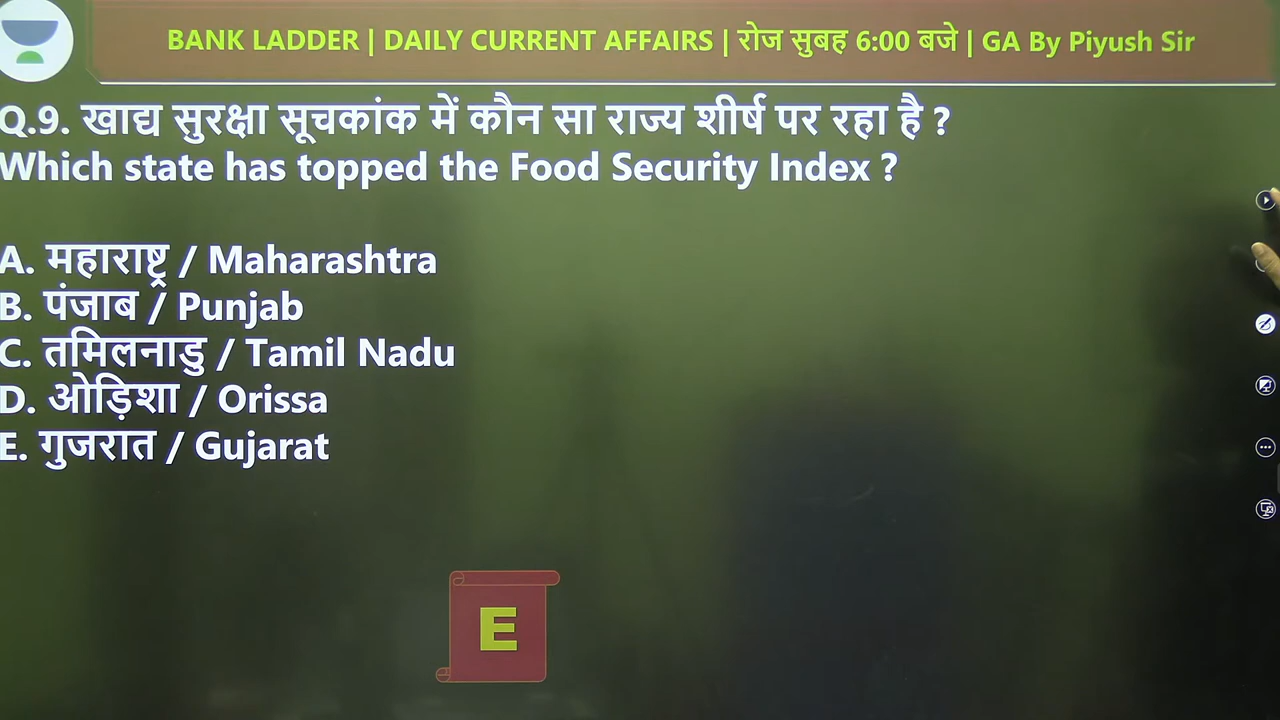 BANK LADDER | DAILY CURRENT AFFAIRS | रोज सुबह 6:00 बजे | GA By Piyush Sir
Q.9. खाद्य सुरक्षा सूचकांक में कौन सा राज्य शीर्ष पर रहा है ?
Which state has topped the Food Security Index ?
A. महाराष्ट्र / Maharashtra
B. पंजाब / Punjab
C. तमिलनाडु / Tamil Nadu
D. ओड़िशा / Orissa
E. गुजरात / Gujarat
E